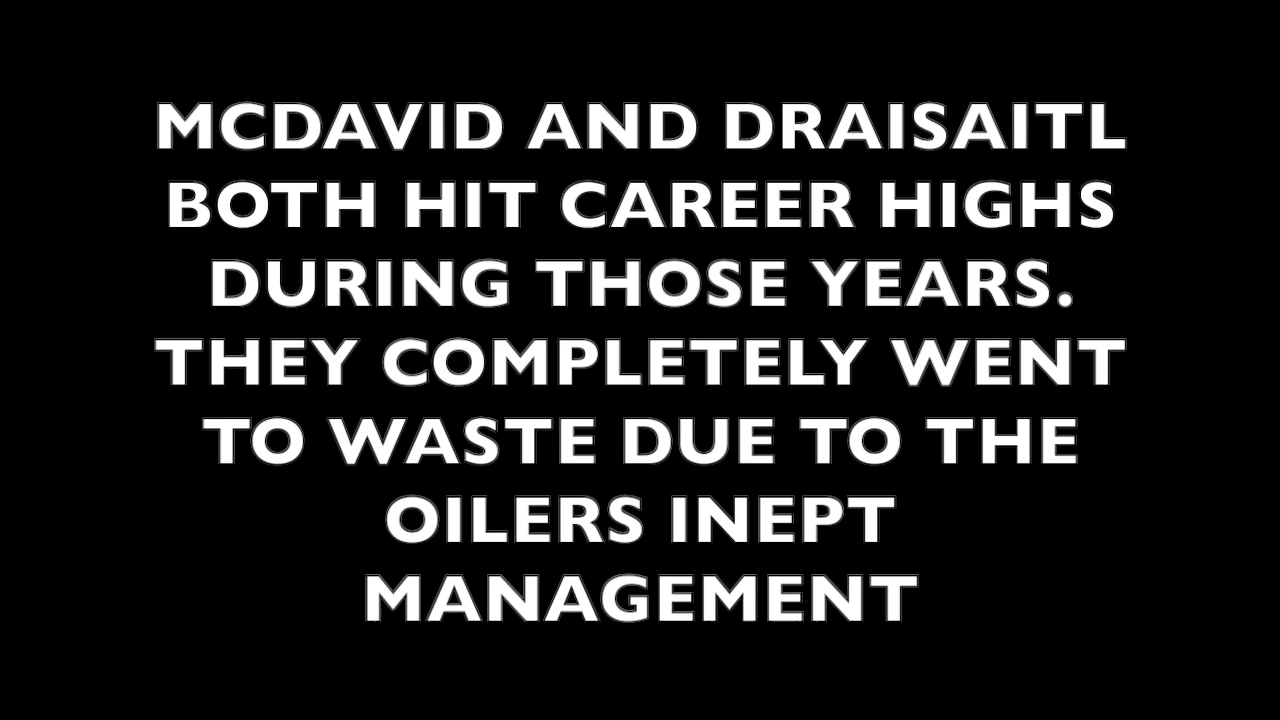 MCDAVID AND DRAISAITL
BOTH HIT CAREER HIGHS
DURING THOSE YEARS.
THEY COMPLETELY WENT
TO WASTE DUE TO THE
OILERS INEPT
MANAGEMENT